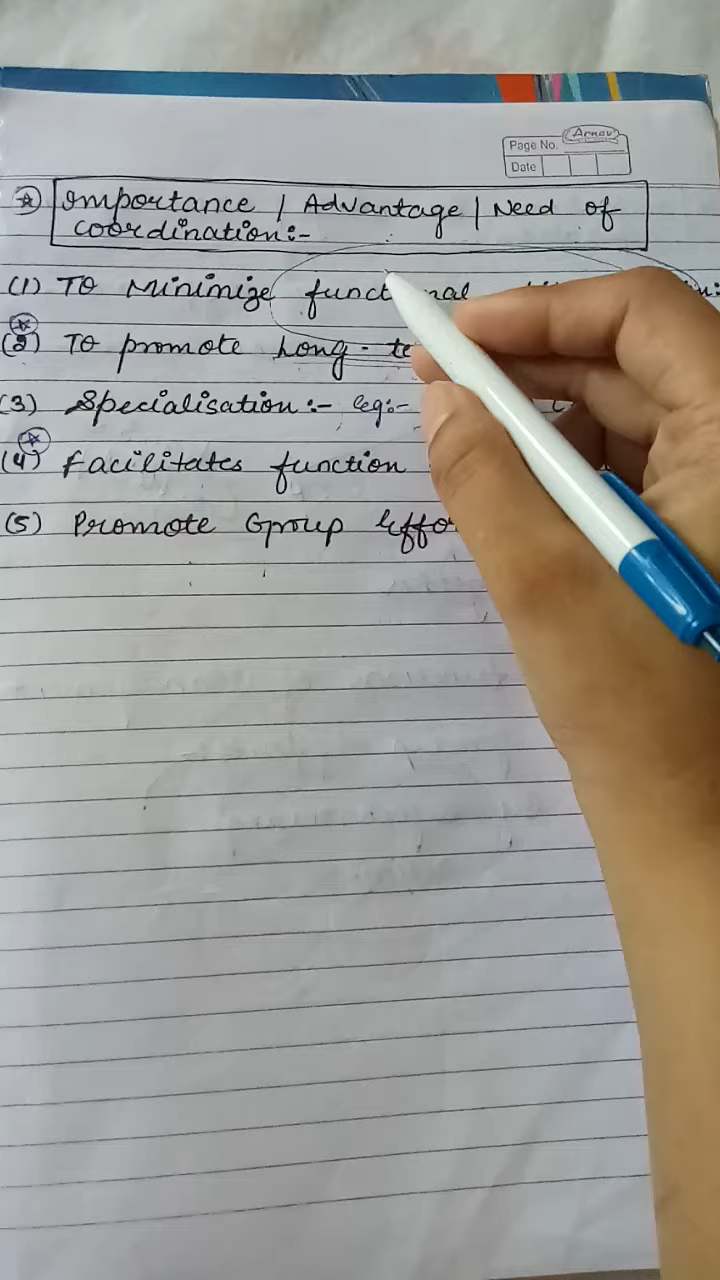 Arnav
Page No.
Date
Importance / Advantage / Need of
coordination:-
(1) To Minimize
(2) To promote Long-te
(3) Specialisation:- eg:-
(4) Facilitates function
(5) Promote Group effo